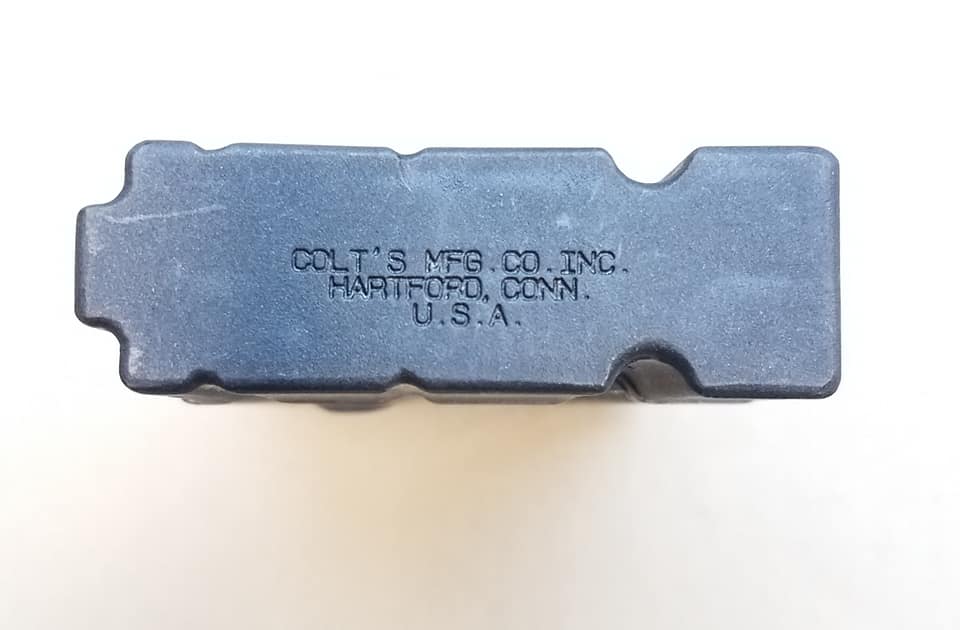 COLT'S MFG.CO.INC.
HARTFORD, CONN.
U.S.A.